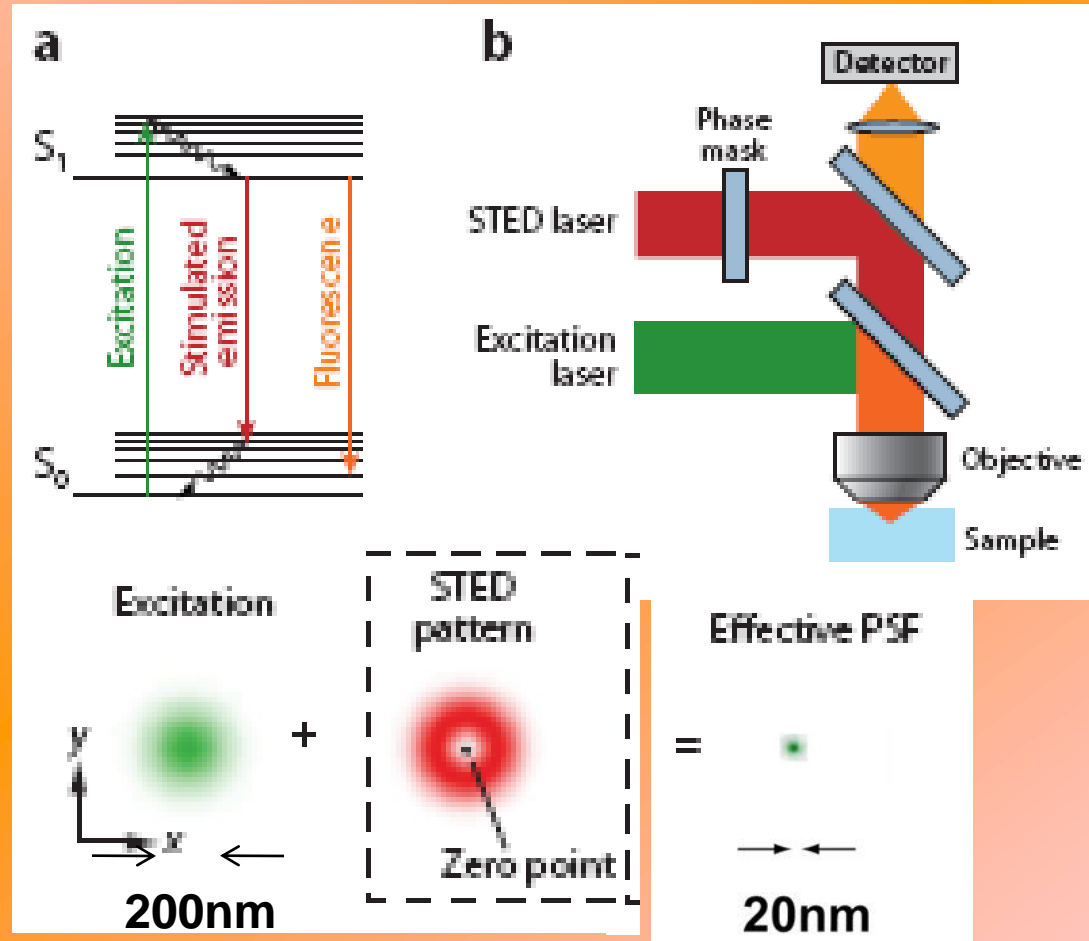 a
S1
Excitation
Stimulated
emission
Fluorescene
S0
b
Detector
Phase
mask
STED laser
Excitation
laser
Objective
Sample
Excitation
y
x
200nm
+
STED
pattern
Zero point
=
Effective PSF
20nm